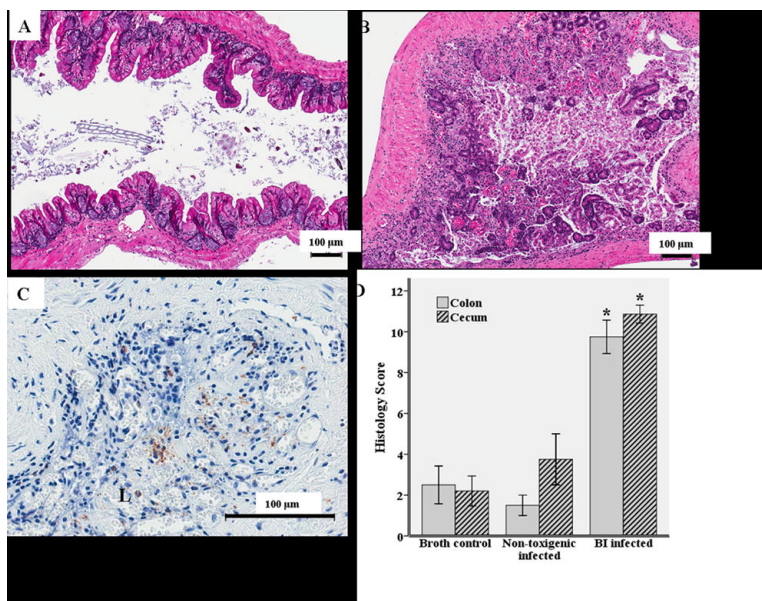 A
B
100 µm
100 µm
C
L
100 µm
D
12
10
8
6
4
2
0
Histology Score
Colon
Cecum
*
*
Broth control
Non-toxigenic
infected
BI infected